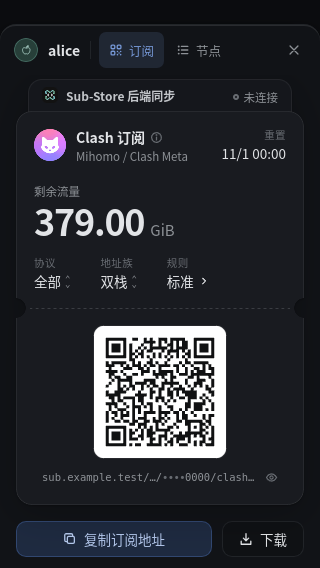 alice
订阅
节点
Sub-Store 后端同步
未连接
Clash 订阅
重置
Mihomo / Clash Meta
11/1 00:00
剩余流量
379.00 GiB
协议
地址族
规则
全部
双栈
标准
sub.example.test/…/••••0000/clash…
复制订阅地址
下载